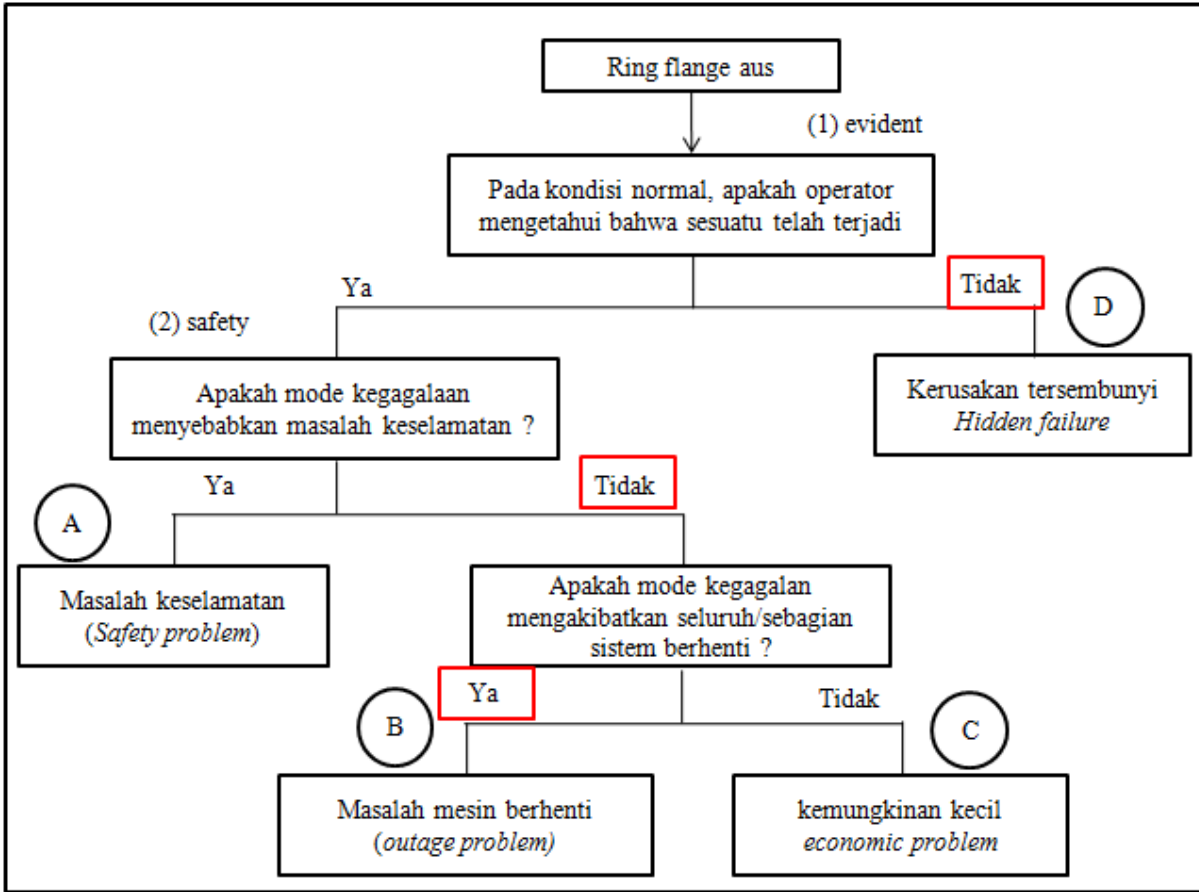 Ring flange aus
(1) evident
Pada kondisi normal, apakah operator
mengetahui bahwa sesuatu telah terjadi
Ya
Tidak
D
(2) safety
Apakah mode kegagalaan
menyebabkan masalah keselamatan ?
Kerusakan tersembunyi
Hidden failure
Ya
Tidak
A
Masalah keselamatan
(Safety problem)
Apakah mode kegagalan
mengakibatkan seluruh/sebagian
sistem berhenti ?
Ya
Tidak
B
C
Masalah mesin berhenti
(outage problem)
kemungkinan kecil
economic problem